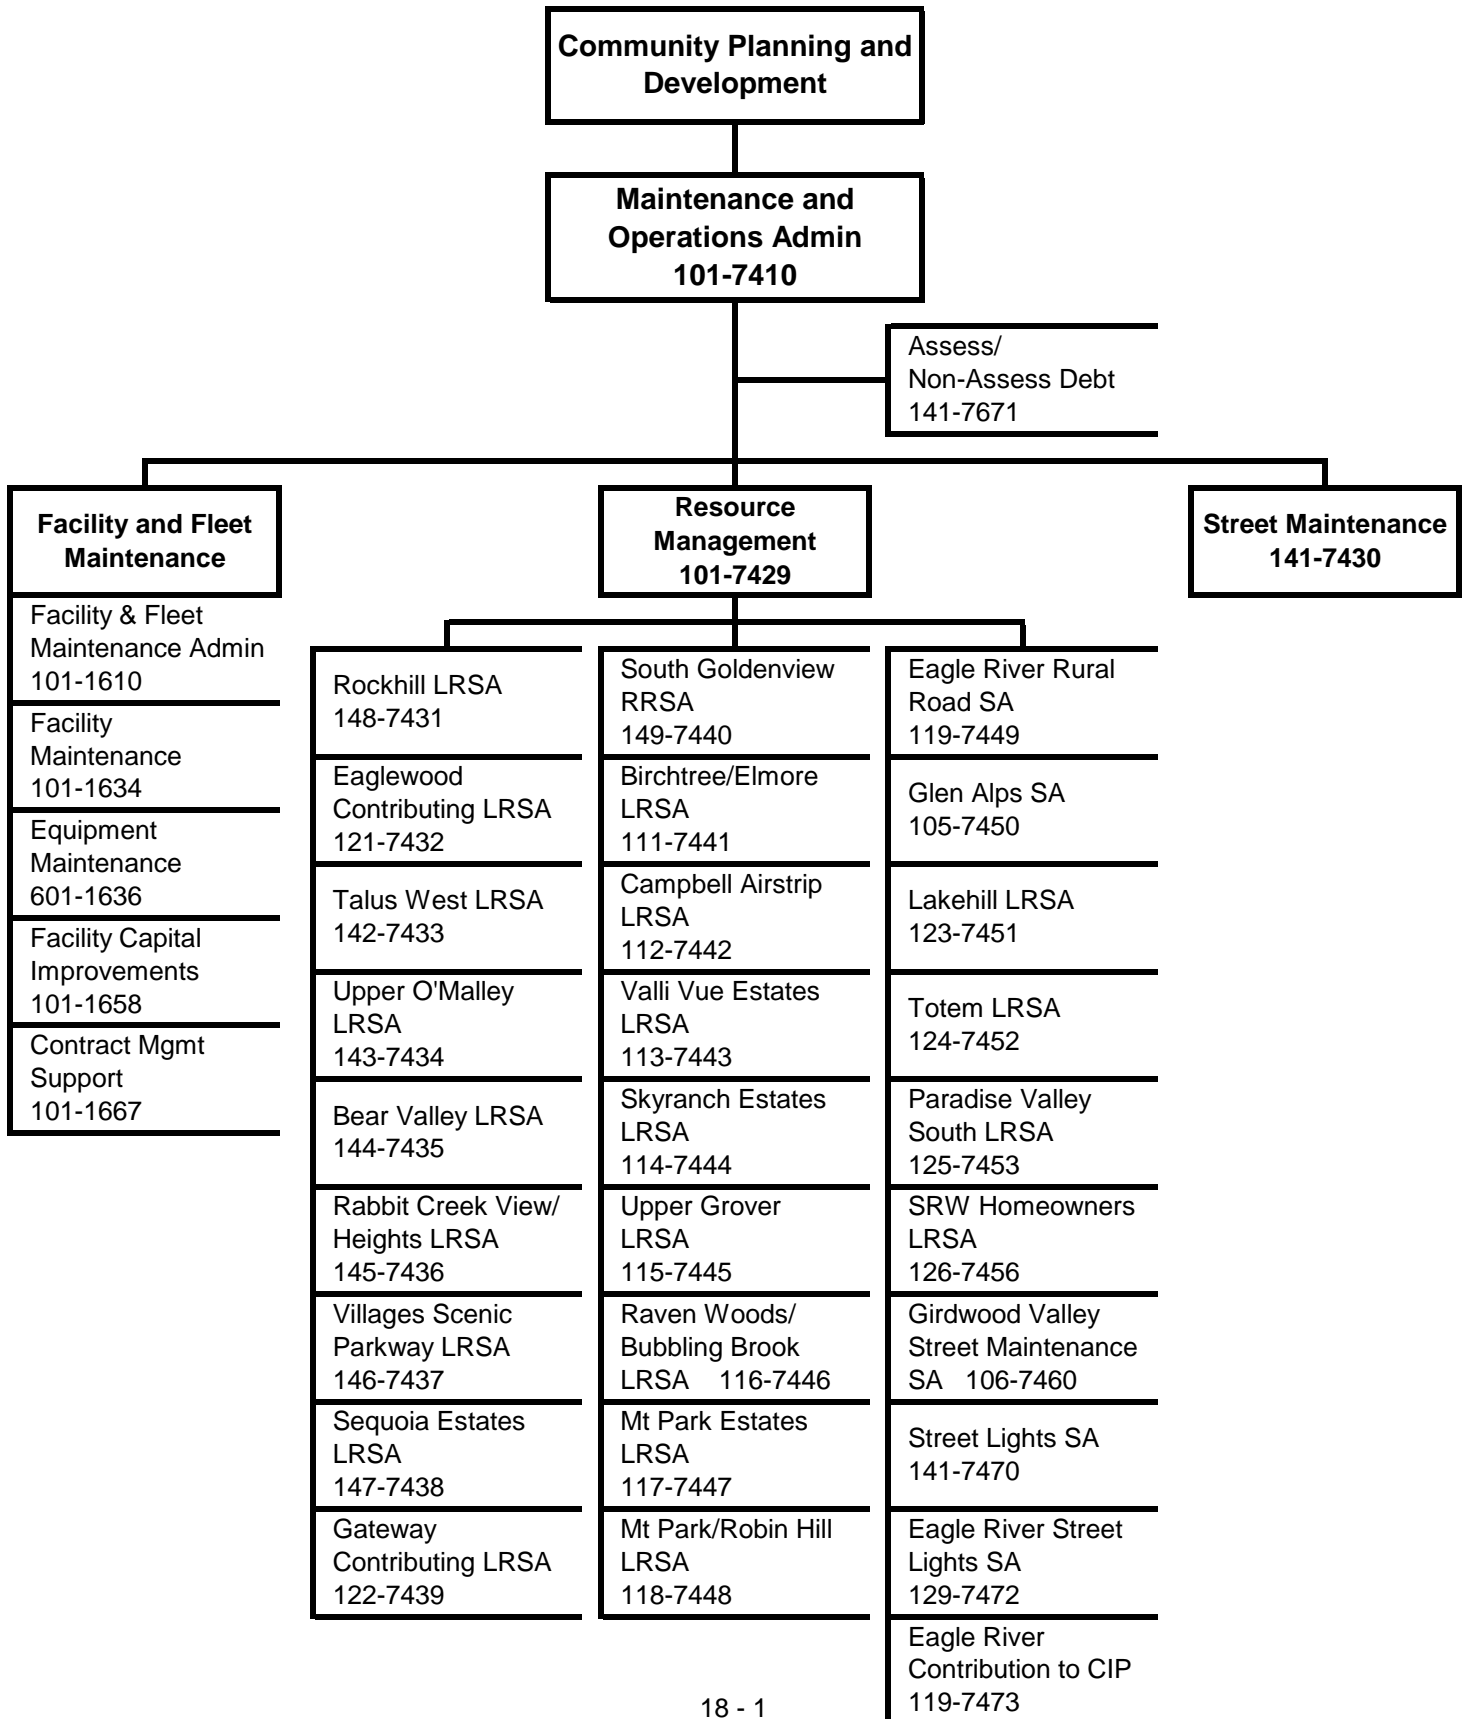 Community Planning and
Development
Maintenance and
Operations Admin
101-7410
Assess/
Non-Assess Debt
141-7671
Facility and Fleet
Maintenance
Resource
Management
101-7429
Street Maintenance
141-7430
Facility & Fleet
Maintenance Admin
101-1610
Facility
Maintenance
101-1634
Equipment
Maintenance
601-1636
Facility Capital
Improvements
101-1658
Contract Mgmt
Support
101-1667
Rockhill LRSA
148-7431
Eaglewood
Contributing LRSA
121-7432
Talus West LRSA
142-7433
Upper O'Malley
LRSA
143-7434
Bear Valley LRSA
144-7435
Rabbit Creek View/
Heights LRSA
145-7436
Villages Scenic
Parkway LRSA
146-7437
Sequoia Estates
LRSA
147-7438
Gateway
Contributing LRSA
122-7439
South Goldenview
RRSA
149-7440
Birchtree/Elmore
LRSA
111-7441
Campbell Airstrip
LRSA
112-7442
Valli Vue Estates
LRSA
113-7443
Skyranch Estates
LRSA
114-7444
Upper Grover
LRSA
115-7445
Raven Woods/
Bubbling Brook
LRSA 116-7446
Mt Park Estates
LRSA
117-7447
Mt Park/Robin Hill
LRSA
118-7448
Eagle River Rural
Road SA
119-7449
Glen Alps SA
105-7450
Lakehill LRSA
123-7451
Totem LRSA
124-7452
Paradise Valley
South LRSA
125-7453
SRW Homeowners
LRSA
126-7456
Girdwood Valley
Street Maintenance
SA 106-7460
Street Lights SA
141-7470
Eagle River Street
Lights SA
129-7472
Eagle River
Contribution to CIP
119-7473
18 - 1